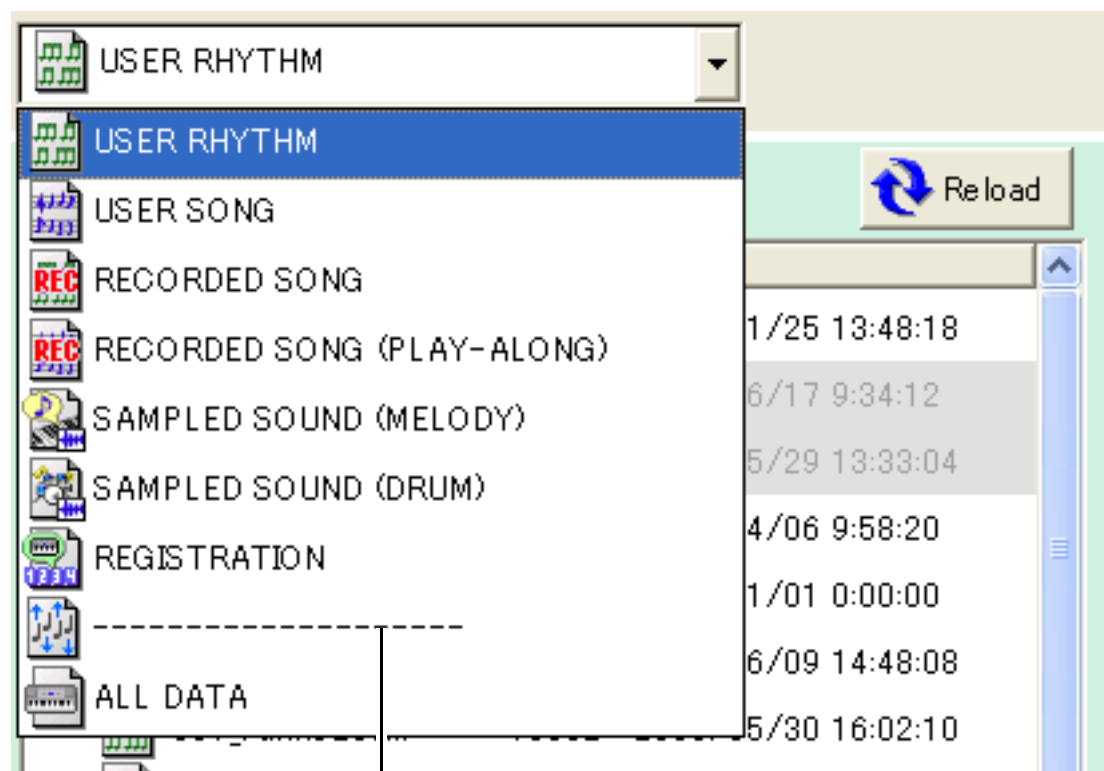 USER RHYTHM
USER RHYTHM
Reload
USER SONG
REC
RECORDED SONG
1/25 13:48:18
REC
RECORDED SONG (PLAY-ALONG)
6/17 9:34:12
SAMPLED SOUND (MELODY)
5/29 13:33:04
SAMPLED SOUND (DRUM)
4/06 9:58:20
1234
REGISTRATION
1/01 0:00:00
--------------------
6/09 14:48:08
ALL DATA
5/30 16:02:10